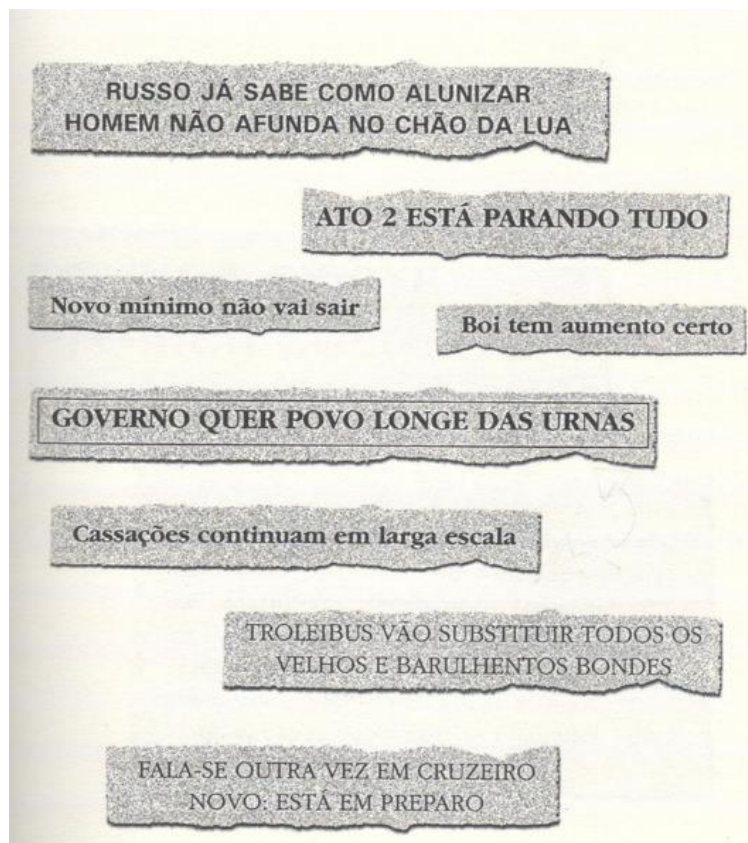 RUSSO JÁ SABE COMO ALUNIZAR
HOMEM NÃO AFUNDA NO CHÃO DA LUA
ATO 2 ESTÁ PARANDO TUDO
Novo mínimo não vai sair
Boi tem aumento certo
GOVERNO QUER POVO LONGE DAS URNAS
Cassações continuam em larga escala
TROLEIBUS VÃO SUBSTITUIR TODOS OS
VELHOS E BARULHENTOS BONDES
FALA-SE OUTRA VEZ EM CRUZEIRO
NOVO: ESTÁ EM PREPARO